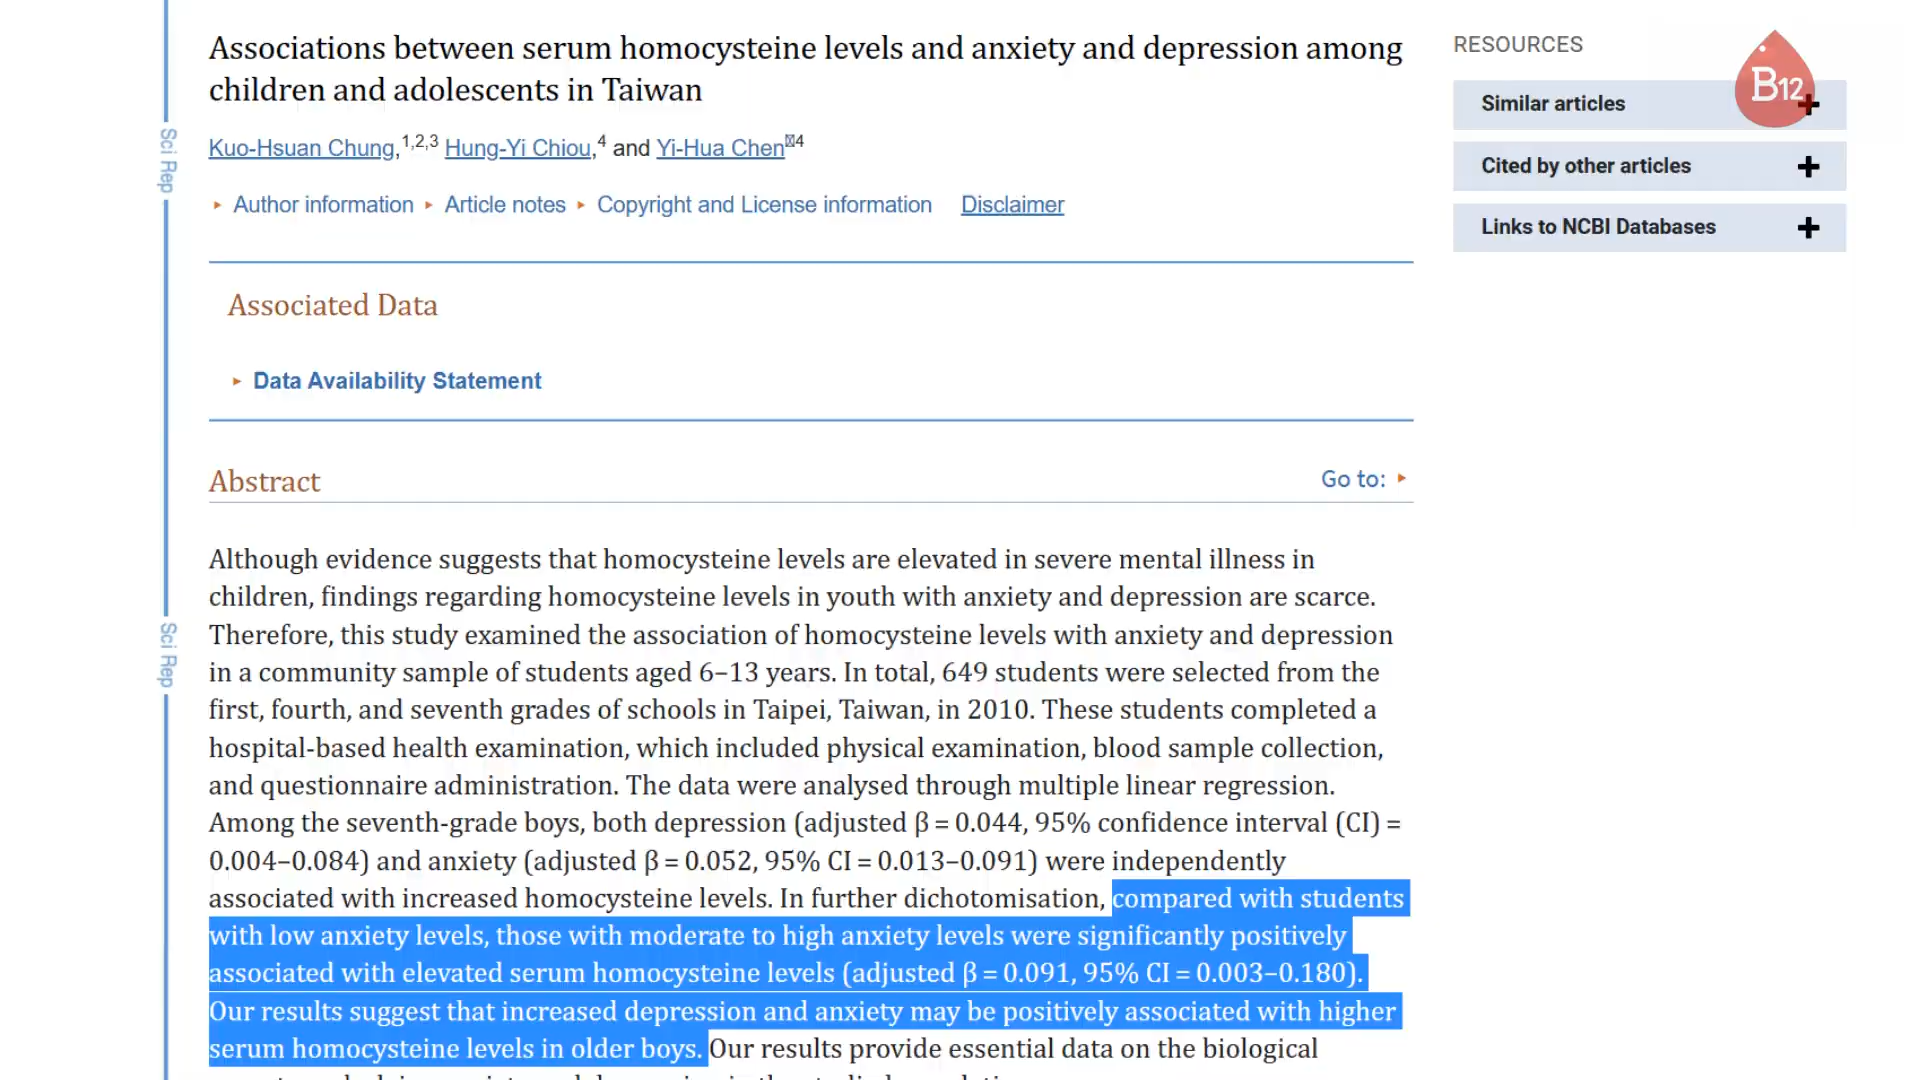 Associations between serum homocysteine levels and anxiety and depression among
children and adolescents in Taiwan
Kuo-Hsuan Chung,1,2,3 Hung-Yi Chiou,4 and Yi-Hua Chen4
Author information Article notes Copyright and License information Disclaimer
Associated Data
Data Availability Statement
Abstract
Go to:
Although evidence suggests that homocysteine levels are elevated in severe mental illness in
children, findings regarding homocysteine levels in youth with anxiety and depression are scarce.
Therefore, this study examined the association of homocysteine levels with anxiety and depression
in a community sample of students aged 6–13 years. In total, 649 students were selected from the
first, fourth, and seventh grades of schools in Taipei, Taiwan, in 2010. These students completed a
hospital-based health examination, which included physical examination, blood sample collection,
and questionnaire administration. The data were analysed through multiple linear regression.
Among the seventh-grade boys, both depression (adjusted β = 0.044, 95% confidence interval (CI) =
0.004–0.084) and anxiety (adjusted β = 0.052, 95% CI = 0.013–0.091) were independently
associated with increased homocysteine levels. In further dichotomisation, compared with students
with low anxiety levels, those with moderate to high anxiety levels were significantly positively
associated with elevated serum homocysteine levels (adjusted β = 0.091, 95% CI = 0.003–0.180).
Our results suggest that increased depression and anxiety may be positively associated with higher
serum homocysteine levels in older boys. Our results provide essential data on the biological
Sci Rep
Sci Rep
RESOURCES
B12
Similar articles
Cited by other articles
Links to NCBI Databases